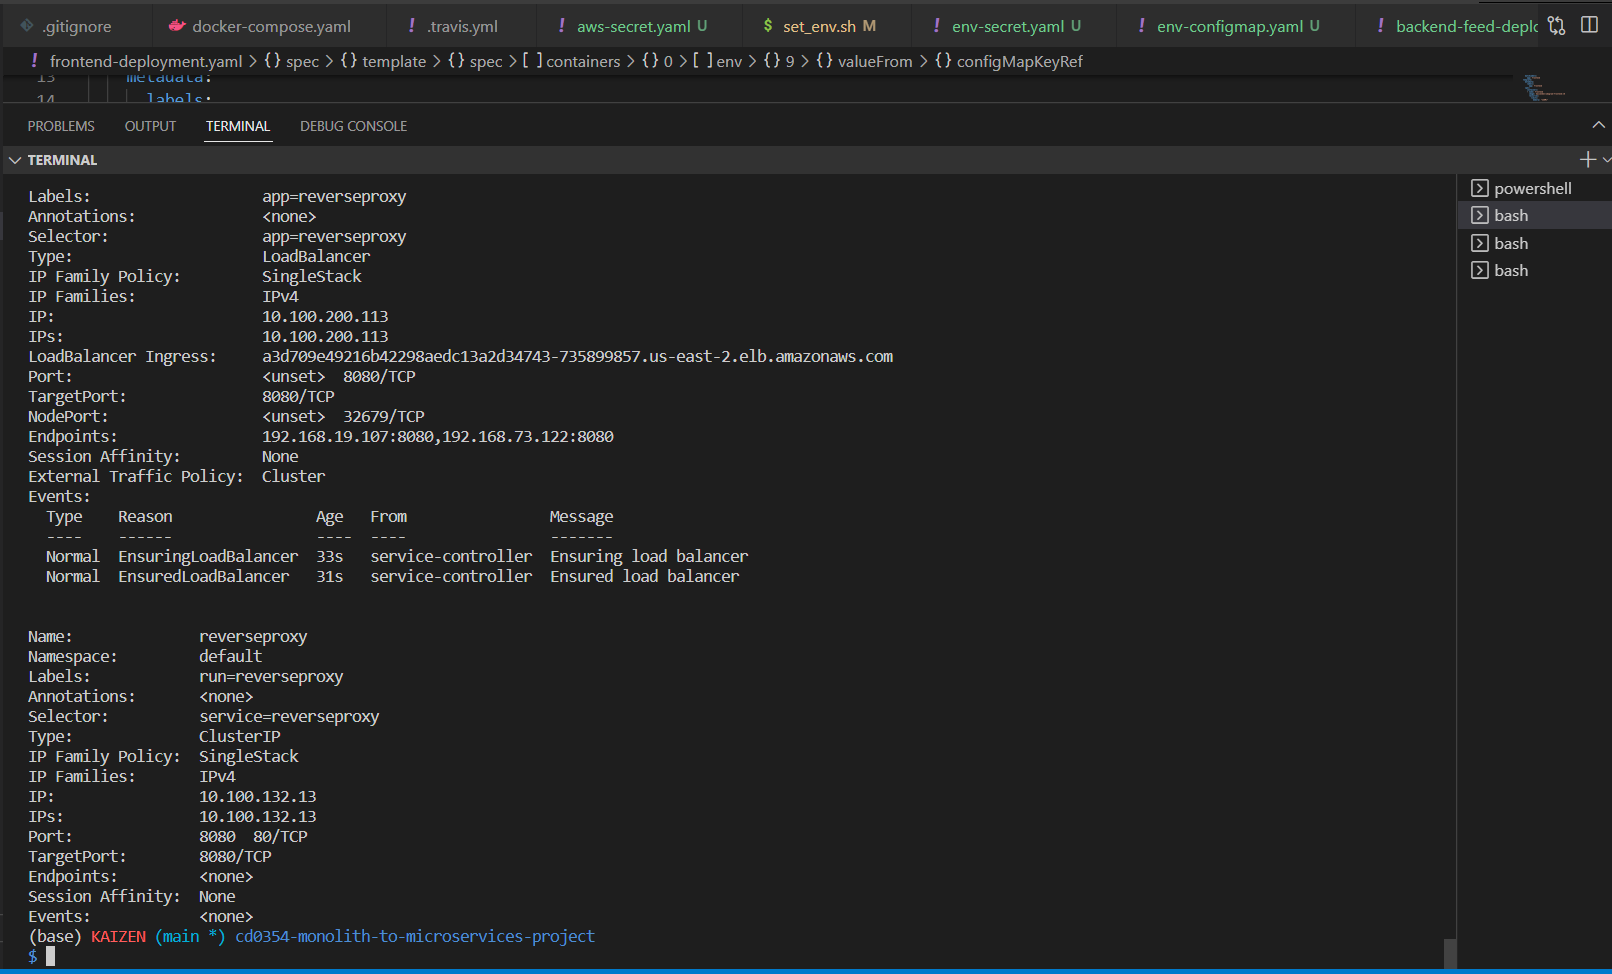 .gitignore docker-compose.yaml ! .travis.yml ! aws-secret.yaml U $ set_env.sh M ! env-secret.yaml U ! env-configmap.yaml U ! backend-feed-deplo
! frontend-deployment.yaml > {} spec > {} template > {} spec > [ ] containers > {} 0 > [ ] env > {} 9 > {} valueFrom > {} configMapKeyRef
13 metadata:
14 labels:
PROBLEMS OUTPUT TERMINAL DEBUG CONSOLE
TERMINAL
powershell
bash
bash
bash
Labels: app=reverseproxy
Annotations: <none>
Selector: app=reverseproxy
Type: LoadBalancer
IP Family Policy: SingleStack
IP Families: IPv4
IP: 10.100.200.113
IPs: 10.100.200.113
LoadBalancer Ingress: a3d709e49216b42298aedc13a2d34743-735899857.us-east-2.elb.amazonaws.com
Port: <unset> 8080/TCP
TargetPort: 8080/TCP
NodePort: <unset> 32679/TCP
Endpoints: 192.168.19.107:8080,192.168.73.122:8080
Session Affinity: None
External Traffic Policy: Cluster
Events:
Type Reason Age From Message
---- ------ ---- ---- -------
Normal EnsuringLoadBalancer 33s service-controller Ensuring load balancer
Normal EnsuredLoadBalancer 31s service-controller Ensured load balancer
Name: reverseproxy
Namespace: default
Labels: run=reverseproxy
Annotations: <none>
Selector: service=reverseproxy
Type: ClusterIP
IP Family Policy: SingleStack
IP Families: IPv4
IP: 10.100.132.13
IPs: 10.100.132.13
Port: 8080 80/TCP
TargetPort: 8080/TCP
Endpoints: <none>
Session Affinity: None
Events: <none>
(base) KAIZEN (main *) cd0354-monolith-to-microservices-project
$